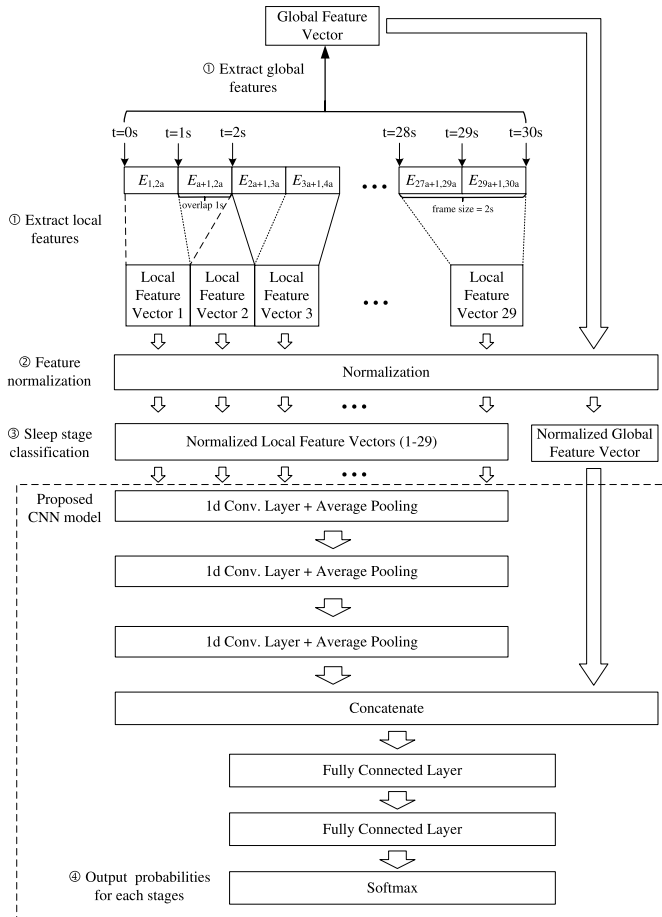 Global Feature
Vector
① Extract global
features
t=0s t=1s t=2s t=28s t=29s t=30s
E1,2a Ea+1,2a E2a+1,3a E3a+1,4a ••• E27a+1,29a E29a+1,30a
overlap 1s
frame size = 2s
① Extract local
features
Local
Feature
Vector 1
Local
Feature
Vector 2
Local
Feature
Vector 3
•••
Local
Feature
Vector 29
② Feature
normalization
Normalization
•••
③ Sleep stage
classification
Normalized Local Feature Vectors (1-29)
Normalized Global
Feature Vector
•••
Proposed
CNN model
1d Conv. Layer + Average Pooling
1d Conv. Layer + Average Pooling
1d Conv. Layer + Average Pooling
Concatenate
Fully Connected Layer
Fully Connected Layer
④ Output probabilities
for each stages
Softmax